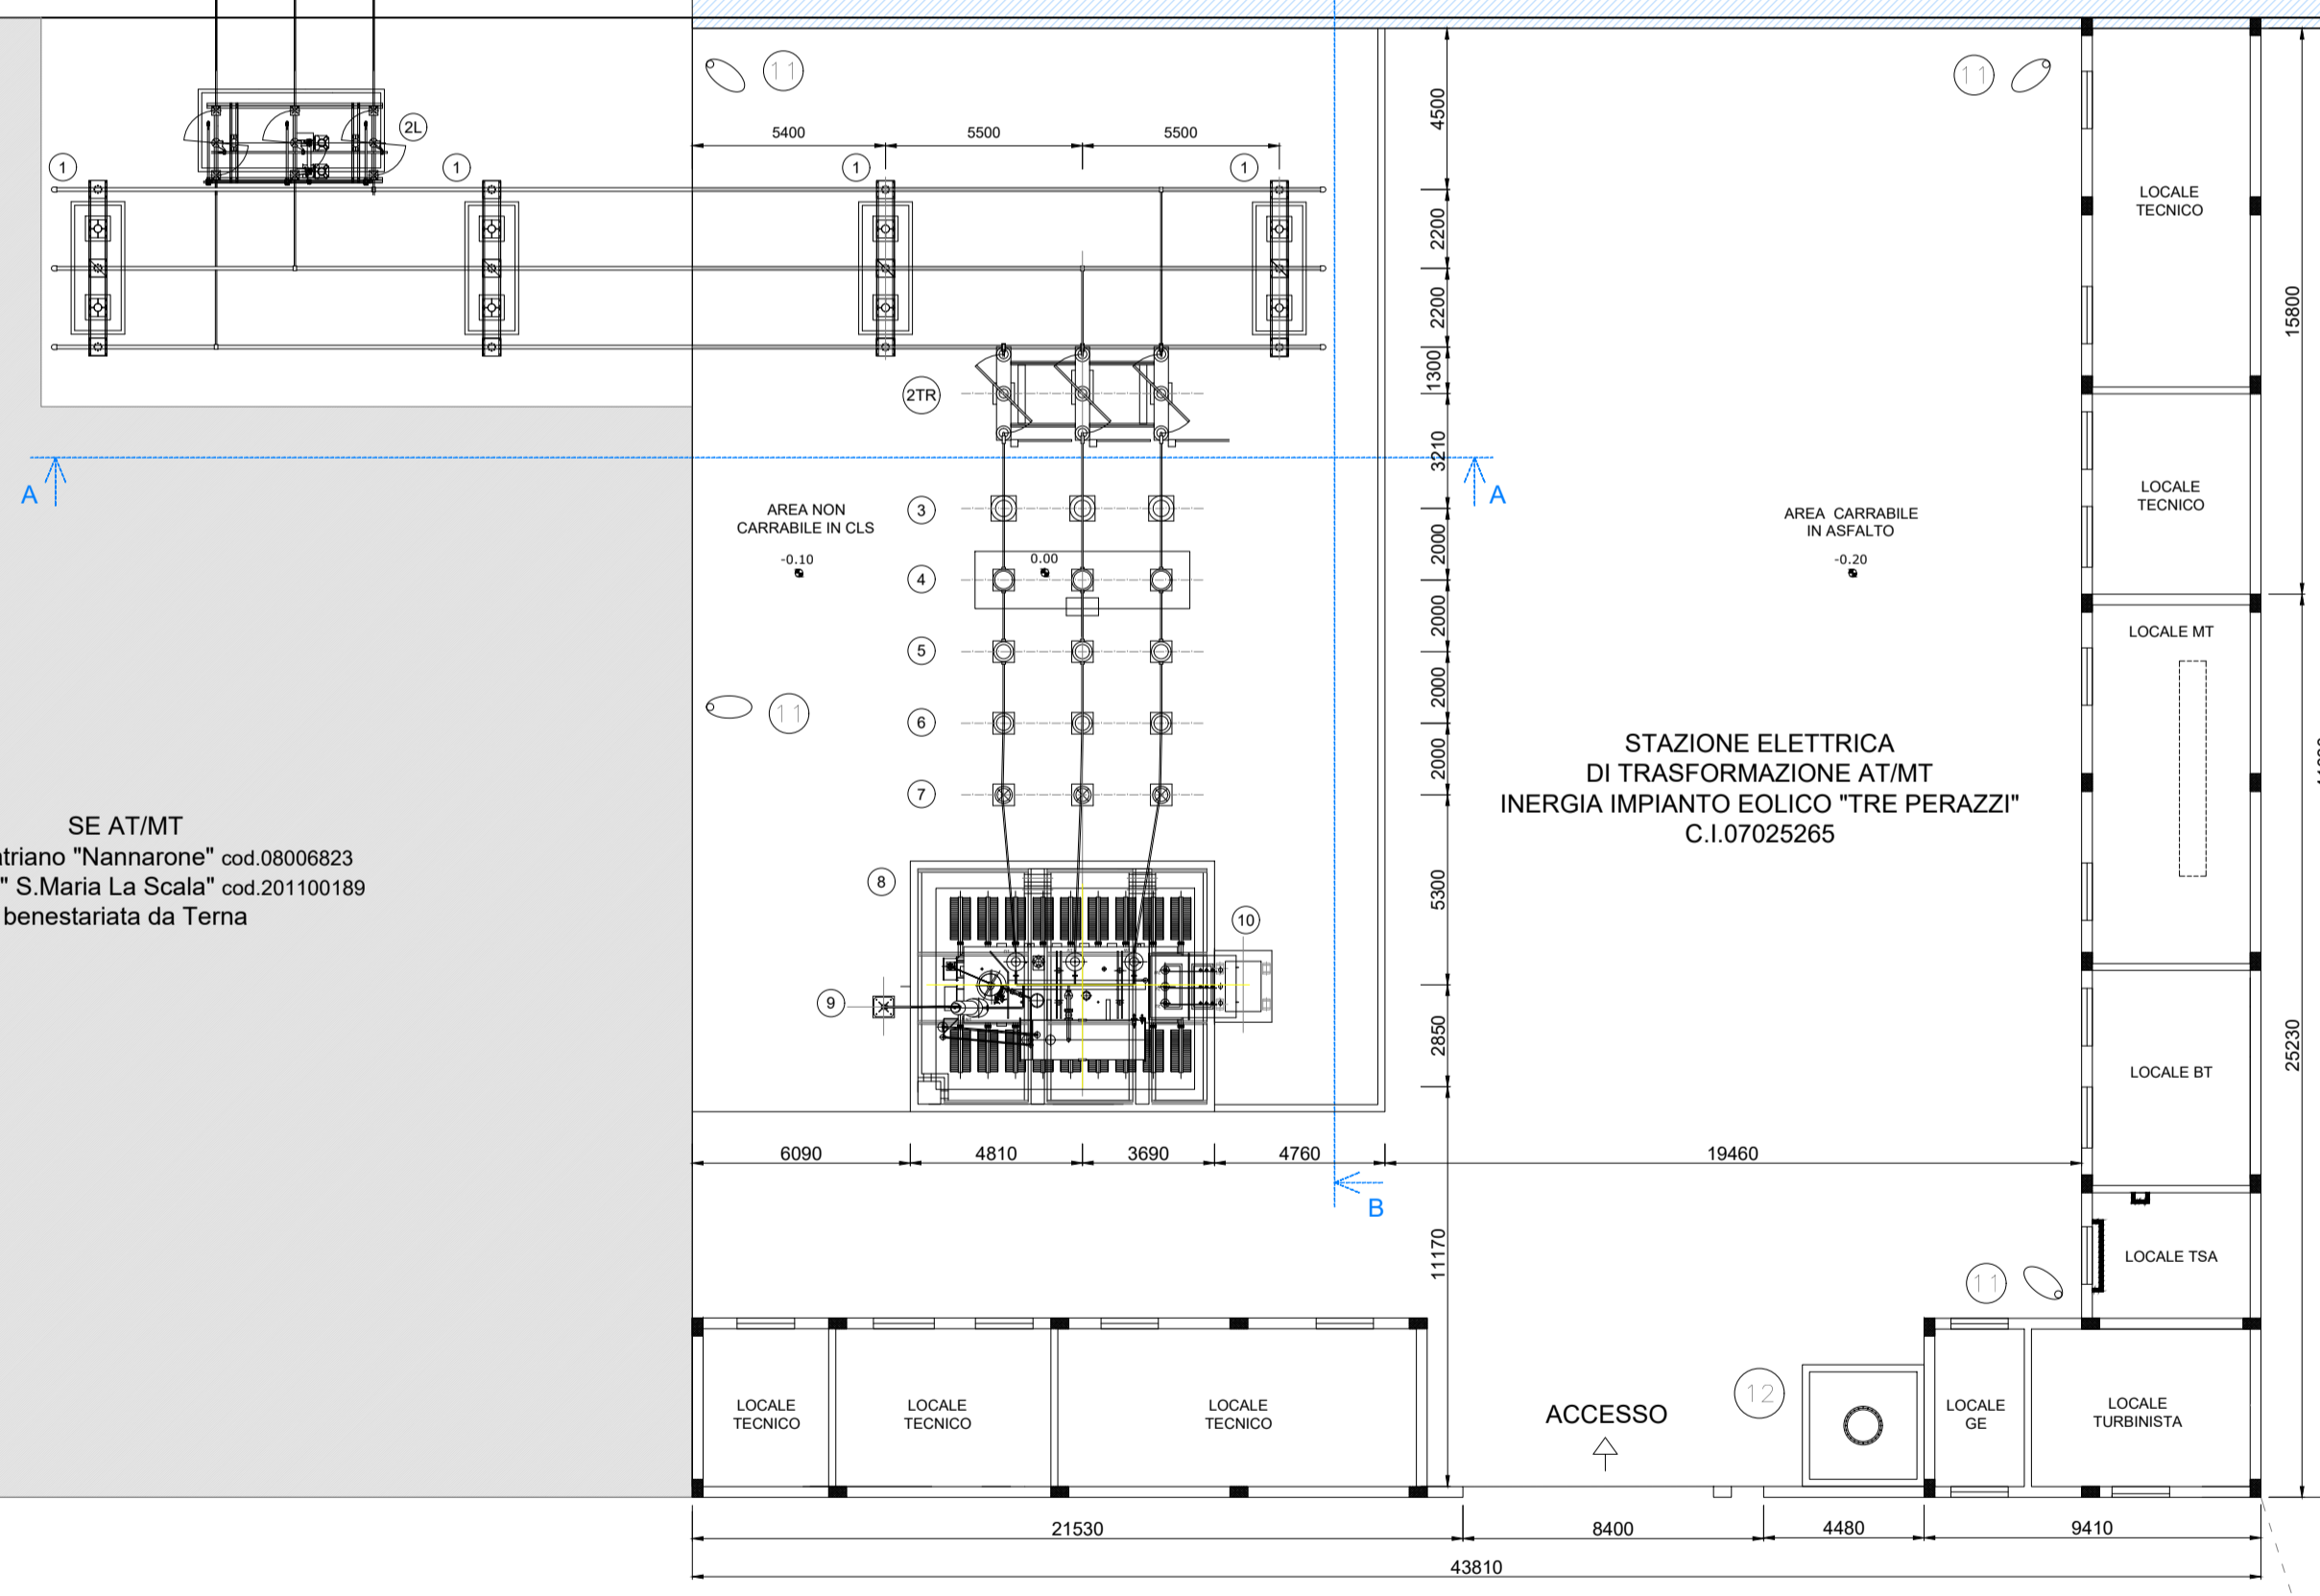 11
11
4500
5400
5500
5500
2L
1
1
1
1
LOCALE
TECNICO
2200
2200
15800
1300
2TR
3210
A
A
LOCALE
TECNICO
AREA NON
CARRABILE IN CLS
-0.10
3
AREA CARRABILE
IN ASFALTO
-0.20
2000
0.00
4
2000
LOCALE MT
5
2000
11
6
2000
STAZIONE ELETTRICA
DI TRASFORMAZIONE AT/MT
INERGIA IMPIANTO EOLICO "TRE PERAZZI"
C.I.07025265
7
SE AT/MT
triano "Nannarone" cod.08006823
" S.Maria La Scala" cod.201100189
benestariata da Terna
8
5300
10
9
2850
25230
LOCALE BT
6090
4810
3690
4760
19460
B
11170
LOCALE TSA
11
12
LOCALE
TECNICO
LOCALE
TECNICO
LOCALE
TECNICO
ACCESSO
LOCALE
GE
LOCALE
TURBINISTA
21530
8400
4480
9410
43810